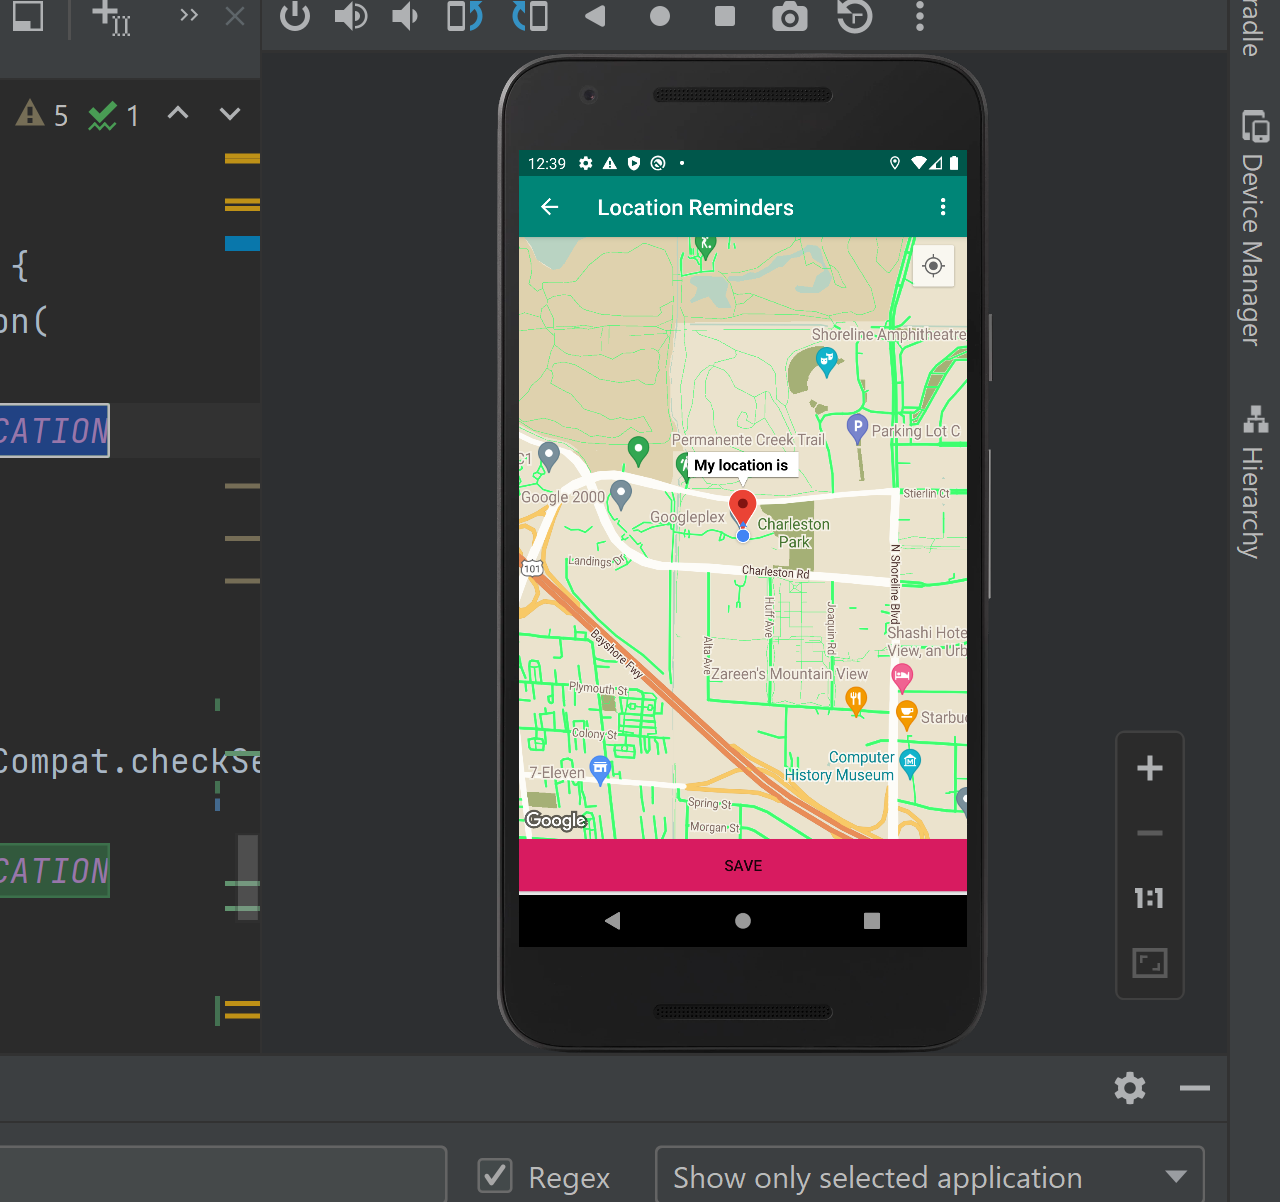 5
1
{
on(
CATION
Compat.checkSe
CATION
radle
Device Manager
Hierarchy
12:39
Location Reminders
Shoreline Amphitheatre
Parking Lot C
Permanente Creek Trail
C1
My location is
Google 2000
Stierlin Ct
Googleplex
Charleston
Park
Landings Dr
101
Charleston Rd
N Shoreline Blvd
Huff Ave
Joaquin Rd
Alta Ave
Bayshore Fwy
Shashi Hote
View, an Urb
Zareen's Mountain View
Plymouth St
Starbuc
Colony St
Computer
History Museum
7-Eleven
Spring St
Google
Morgan St
SAVE
1:1
Regex
Show only selected application